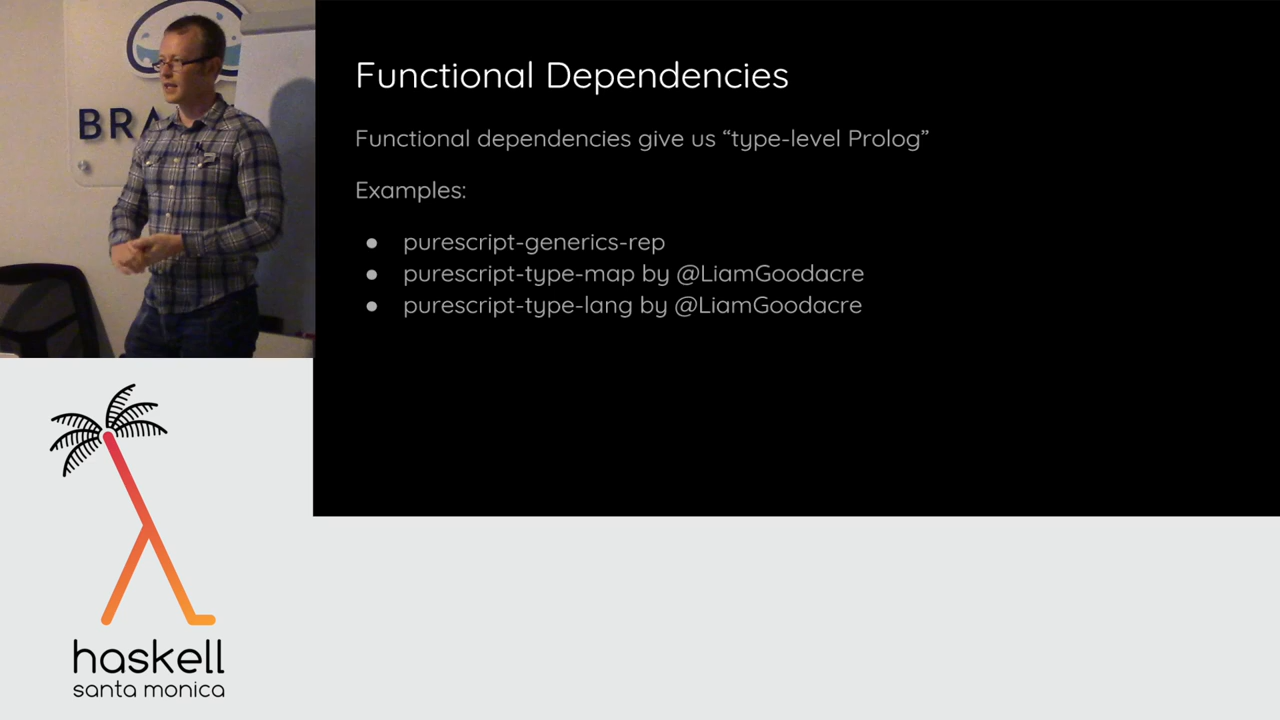 BRA
Functional Dependencies
Functional dependencies give us “type-level Prolog”
Examples:
● purescript-generics-rep
● purescript-type-map by @LiamGoodacre
● purescript-type-lang by @LiamGoodacre
haskell
santa monica